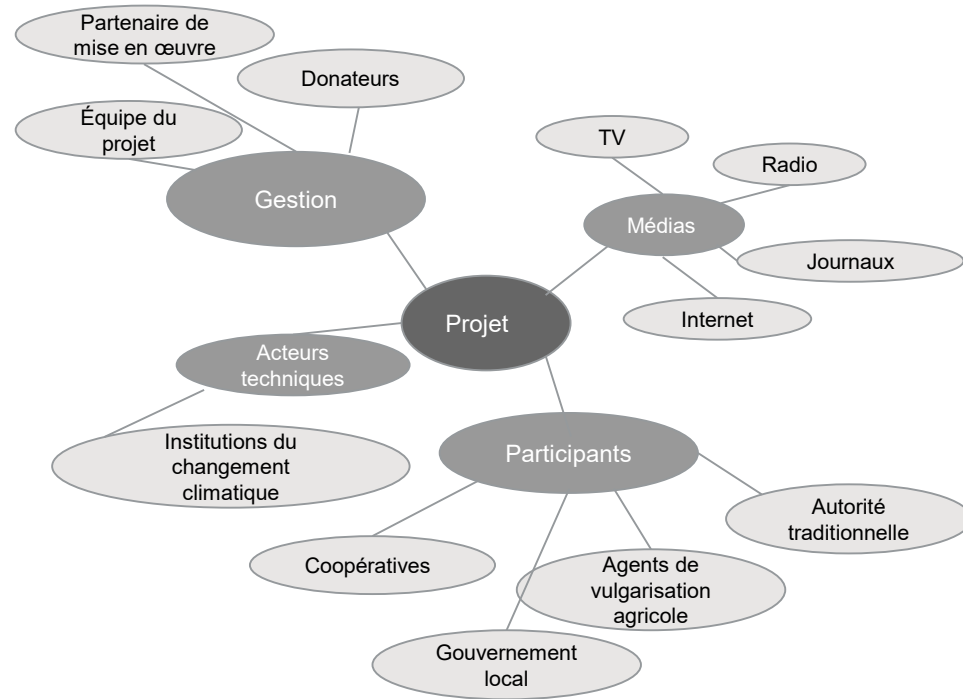 Partenaire de
mise en œuvre
Donateurs
Équipe du
projet
Gestion
TV
Radio
Médias
Journaux
Internet
Projet
Acteurs
techniques
Institutions du
changement
climatique
Participants
Autorité
traditionnelle
Coopératives
Agents de
vulgarisation
agricole
Gouvernement
local